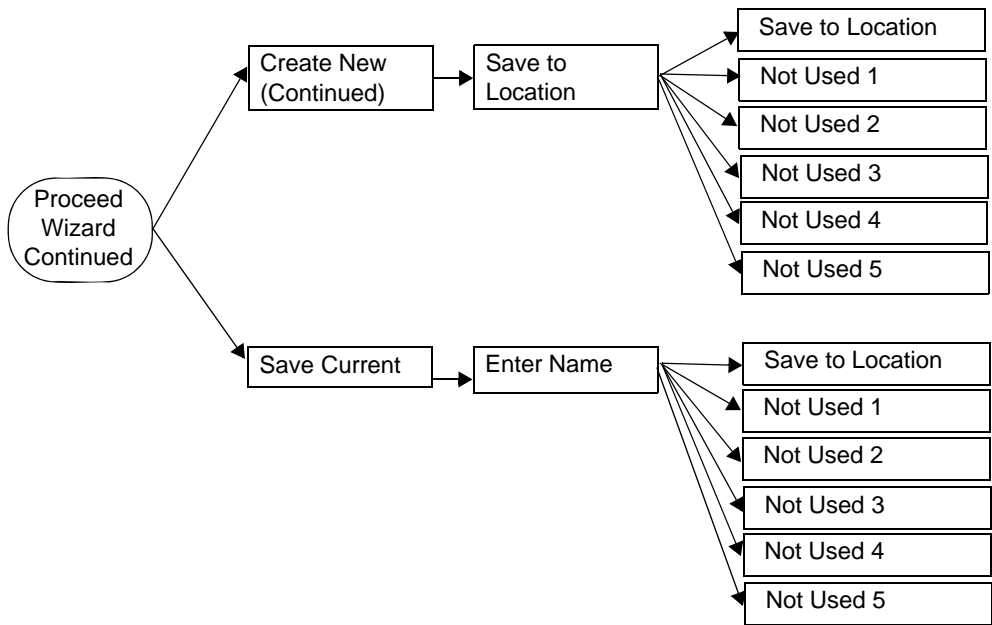 Proceed
Wizard
Continued
Create New
(Continued)
Save to
Location
Save to Location
Not Used 1
Not Used 2
Not Used 3
Not Used 4
Not Used 5
Save Current
Enter Name
Save to Location
Not Used 1
Not Used 2
Not Used 3
Not Used 4
Not Used 5